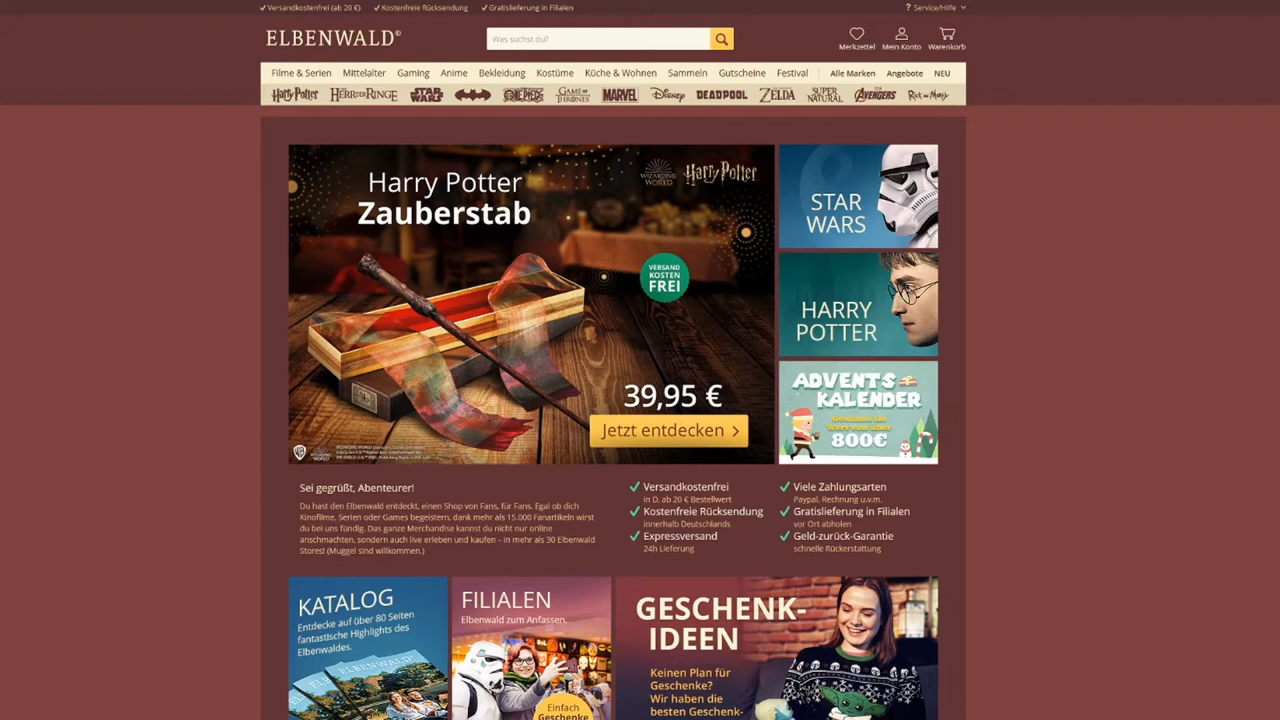 Versandkostenfrei (ab 20 €) Kostenfreie Rücksendung Gratislieferung in Filialen
? Service/Hilfe
ELBENWALD®
Was suchst du?
Merkzettel Mein Konto Warenkorb
Filme & Serien Mittelalter Gaming Anime Bekleidung Kostüme Küche & Wohnen Sammeln Gutscheine Festival Alle Marken Angebote NEU
Harry Potter HERR DER RINGE STAR WARS ONE PIECE GAME OF THRONES MARVEL Disney DEADPOOL ZELDA SUPERNATURAL AVENGERS RICK AND MORTY
Harry Potter
Zauberstab
WIZARDING WORLD
Harry Potter
VERSAND
KOSTEN
FREI
39,95 €
Jetzt entdecken
STAR
WARS
HARRY
POTTER
ADVENTS
KALENDER
Gewinne im
Wert von über
800€
Sei gegrüßt, Abenteurer!
Du hast den Elbenwald entdeckt, einen Shop von Fans, für Fans. Egal ob dich
Kinofilme, Serien oder Games begeistern, dank mehr als 15.000 Fanartikeln wirst
du bei uns fündig. Das ganze Merchandise kannst du nicht nur online
anschmachten, sondern auch live erleben und kaufen – in mehr als 30 Elbenwald
Stores! (Muggel sind willkommen.)
Versandkostenfrei
in D, ab 20 € Bestellwert
Kostenfreie Rücksendung
innerhalb Deutschlands
Expressversand
24h Lieferung
Viele Zahlungsarten
Paypal, Rechnung u.v.m.
Gratislieferung in Filialen
vor Ort abholen
Geld-zurück-Garantie
schnelle Rückerstattung
KATALOG
Entdecke auf über 80 Seiten
fantastische Highlights des
Elbenwaldes.
ELBENWALD
FILIALEN
Elbenwald zum Anfassen.
Einfach
Geschenke
GESCHENK-
IDEEN
Keinen Plan für
Geschenke?
Wir haben die
besten Geschenk-